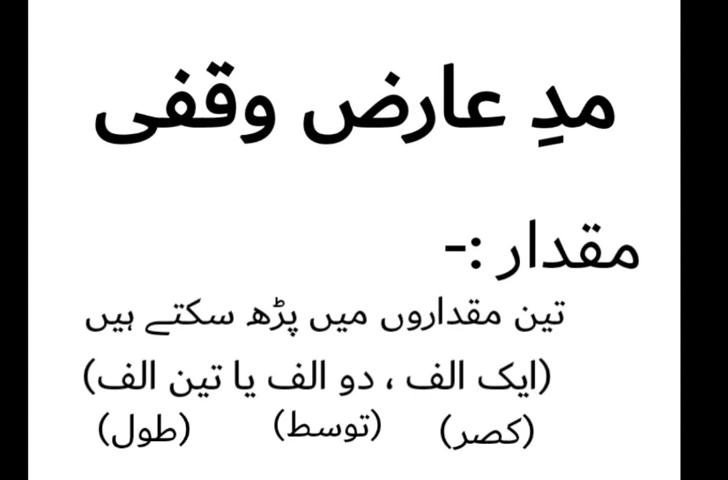 مدِ عارض وقفی
مقدار :-
تین مقداروں میں پڑھ سکتے ہیں
(ایک الف ، دو الف یا تین الف)
(کصر) (توسط) (طول)